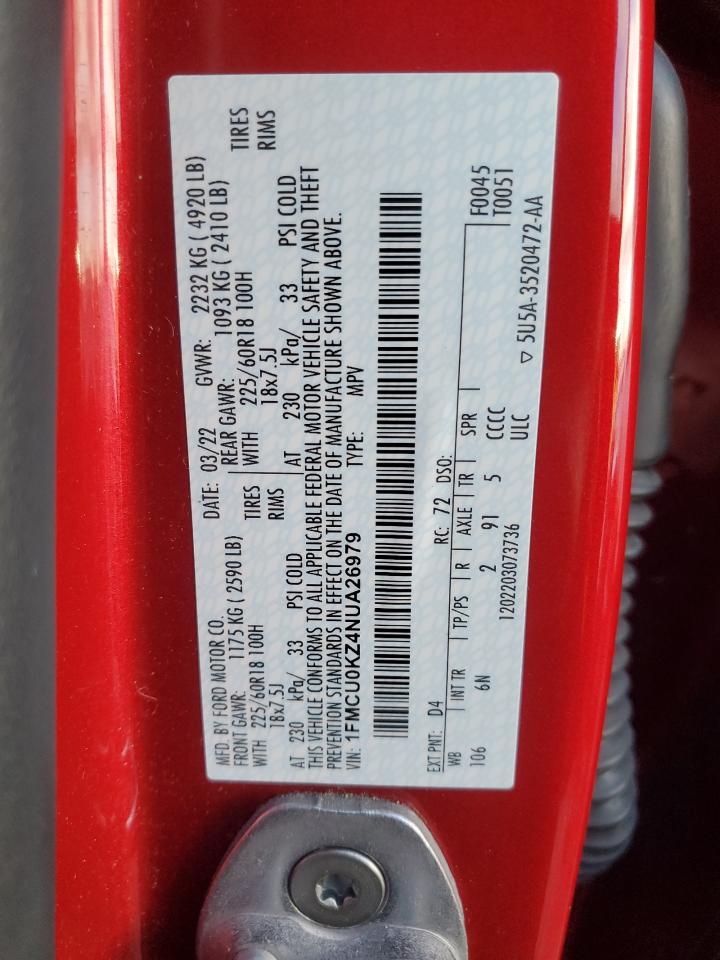 MFD. BY FORD MOTOR CO.
DATE: 03/22 GVWR: 2232 KG ( 4920 LB)
FRONT GAWR: 1175 KG ( 2590 LB) REAR GAWR: 1093 KG ( 2410 LB)
WITH 225/60R18 100H TIRES WITH 225/60R18 100H TIRES
18x7.5J RIMS 18x7.5J RIMS
AT 230 kPa/ 33 PSI COLD AT 230 kPa/ 33 PSI COLD
THIS VEHICLE CONFORMS TO ALL APPLICABLE FEDERAL MOTOR VEHICLE SAFETY AND THEFT
PREVENTION STANDARDS IN EFFECT ON THE DATE OF MANUFACTURE SHOWN ABOVE.
VIN: 1FMCU0KZ4NUA26979 TYPE: MPV
EXT PNT: D4 RC: 72 DSO: F0045
WB INT TR TP/PS R AXLE TR SPR T0051
106 6N 2 91 5 CCCC
ULC
1202203073736 ▽ 5U5A-3520472-AA